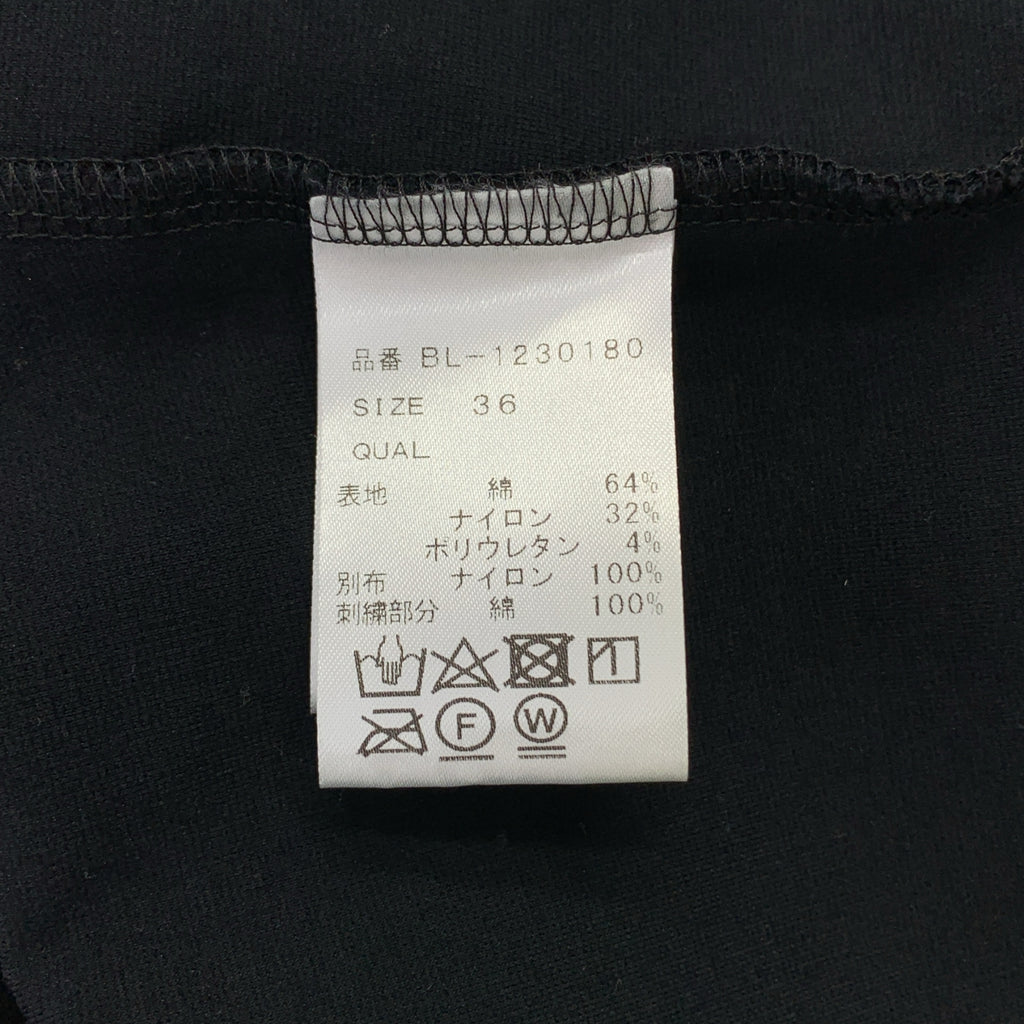 品番 BL-1230180
SIZE 36
QUAL
表地 綿 64%
ナイロン 32%
ポリウレタン 4%
別布 ナイロン 100%
刺繍部分 綿 100%
F W